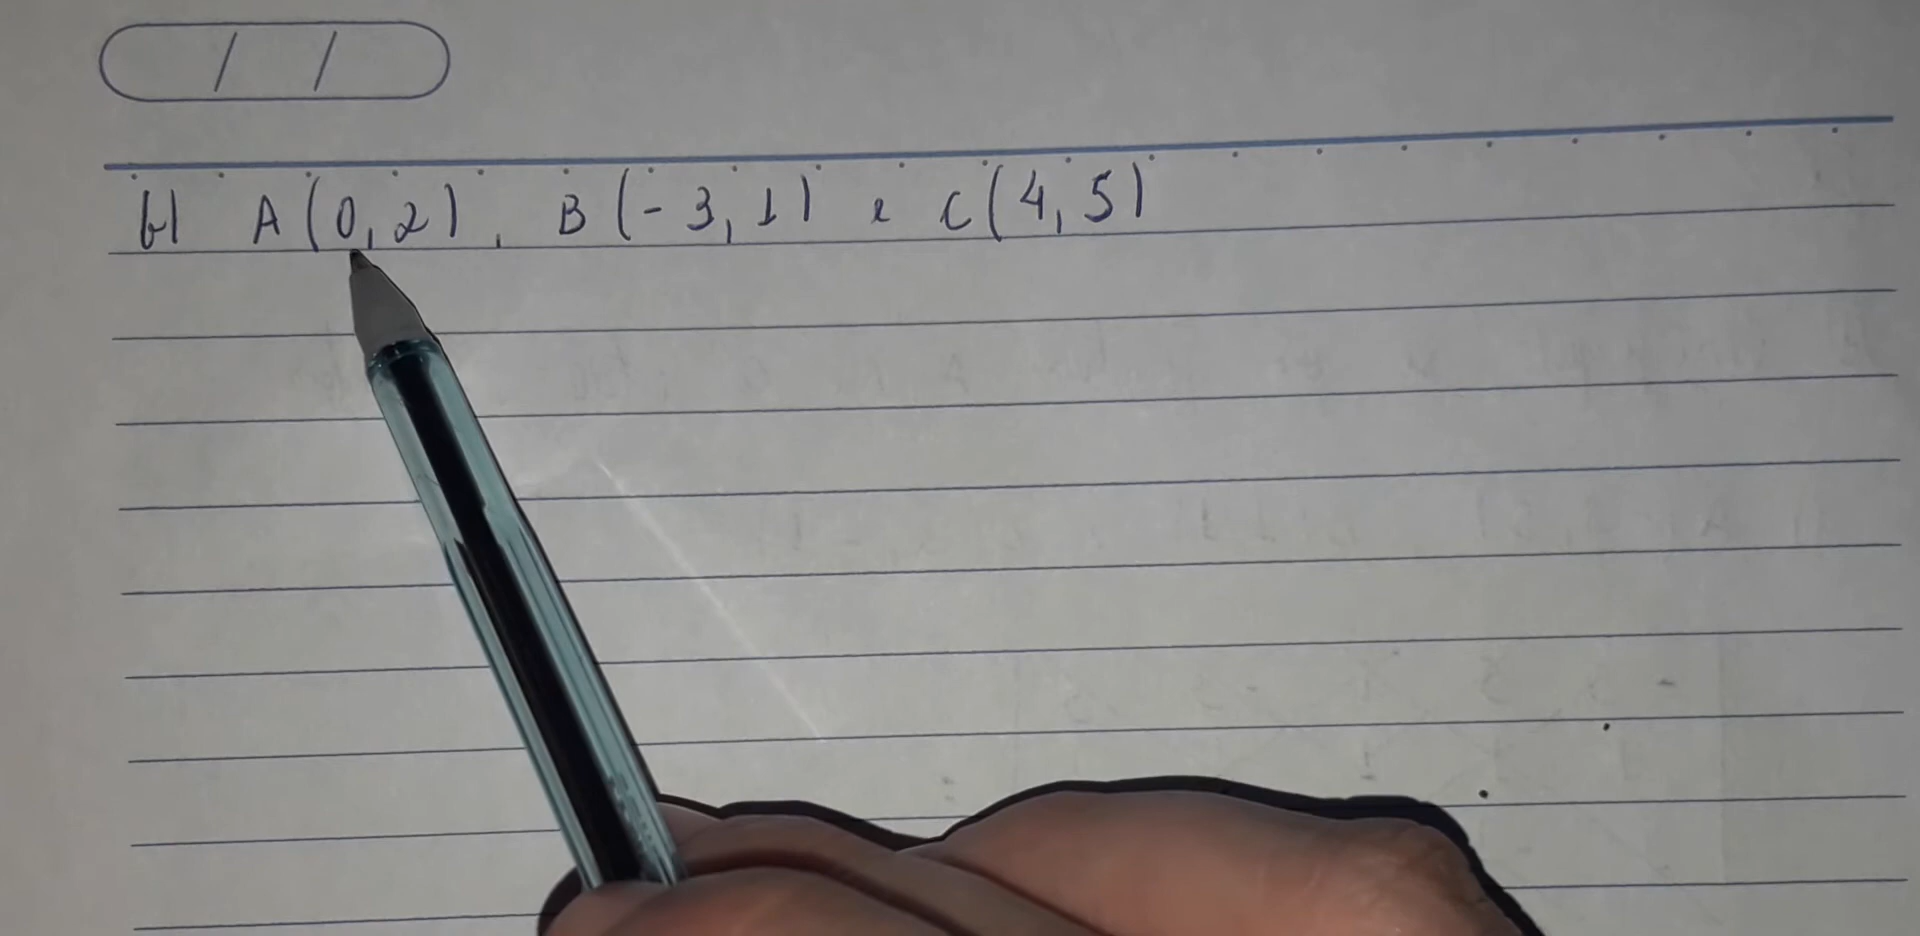 b) A(0,2), B(-3,1) e C(4,5)